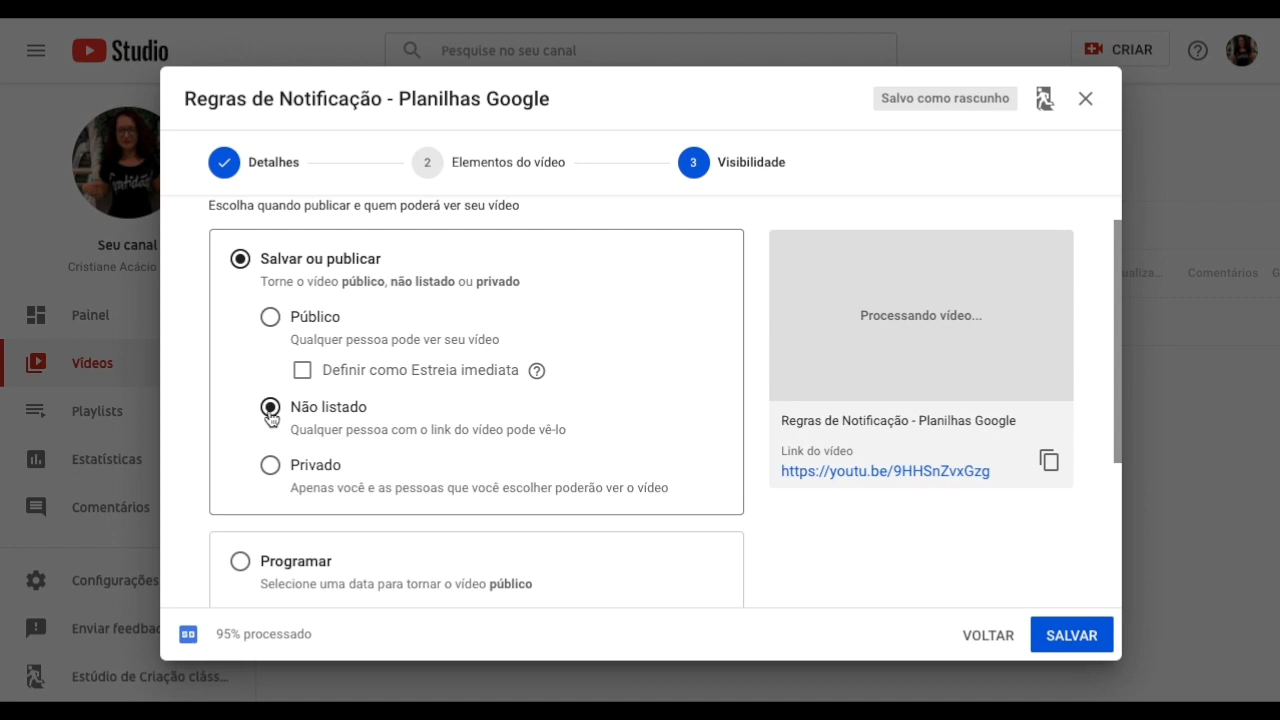 Studio
Pesquise no seu canal
CRIAR
Regras de Notificação - Planilhas Google
Salvo como rascunho
Detalhes
2
Elementos do vídeo
3
Visibilidade
Escolha quando publicar e quem poderá ver seu vídeo
Salvar ou publicar
Torne o vídeo público, não listado ou privado
Público
Qualquer pessoa pode ver seu vídeo
Definir como Estreia imediata
Não listado
Qualquer pessoa com o link do vídeo pode vê-lo
Privado
Apenas você e as pessoas que você escolher poderão ver o vídeo
Programar
Selecione uma data para tornar o vídeo público
Processando vídeo...
Regras de Notificação - Planilhas Google
Link do vídeo
https://youtu.be/9HHSnZvxGzg
SD
95% processado
VOLTAR
SALVAR
Seu canal
Cristiane Acácio
Painel
Vídeos
Playlists
Estatísticas
Comentários
Configurações
Enviar feedba
Estúdio de Criação cláss...
ualiza...
Comentários